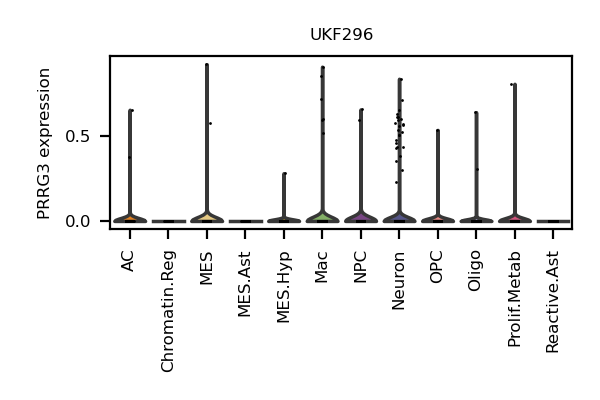 UKF296
PRRG3 expression
0.5
0.0
AC
Chromatin.Reg
MES
MES.Ast
MES.Hyp
Mac
NPC
Neuron
OPC
Oligo
Prolif.Metab
Reactive.Ast